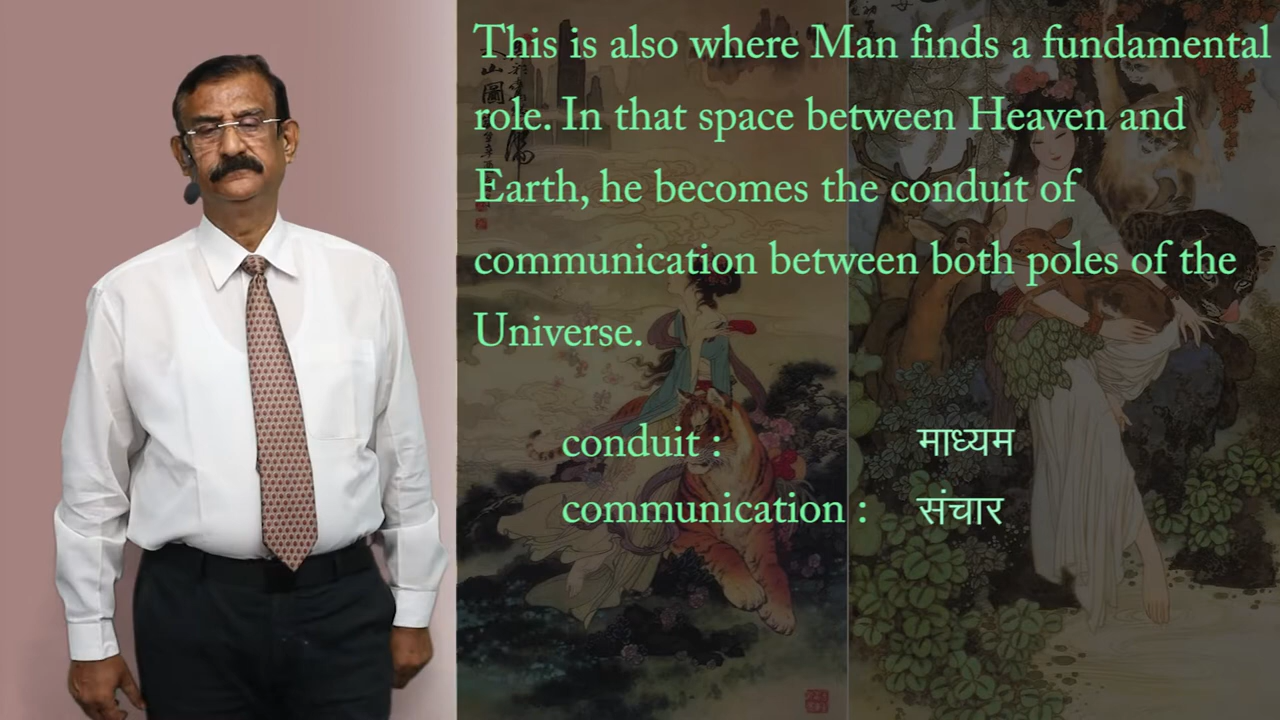 This is also where Man finds a fundamental
role. In that space between Heaven and
Earth, he becomes the conduit of
communication between both poles of the
Universe.
conduit : माध्यम
communication : संचार